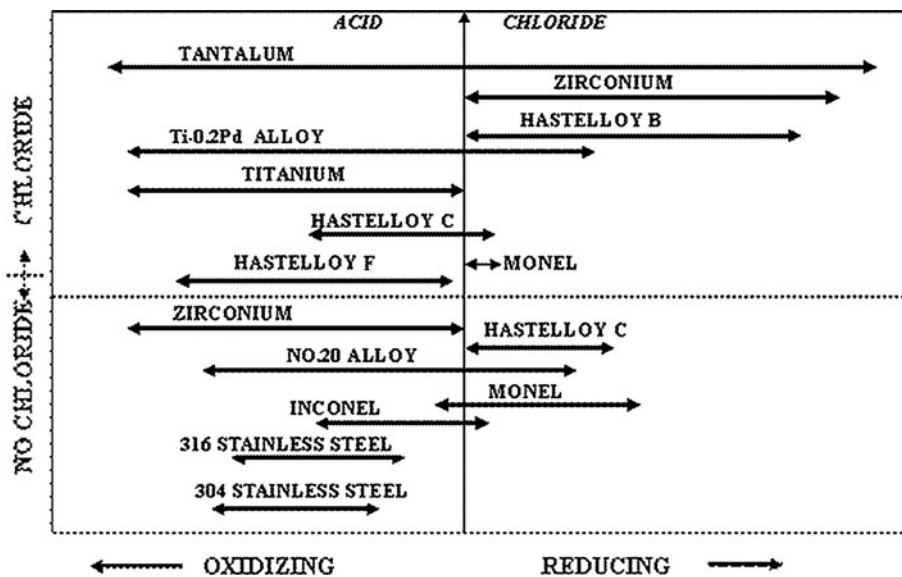 ACID CHLORIDE
TANTALUM
ZIRCONIUM
HASTELLOY B
Ti-0.2Pd ALLOY
TITANIUM
HASTELLOY C
HASTELLOY F
MONEL
CHLORIDE
ZIRCONIUM
HASTELLOY C
NO.20 ALLOY
MONEL
INCONEL
316 STAINLESS STEEL
304 STAINLESS STEEL
NO CHLORIDE
OXIDIZING REDUCING